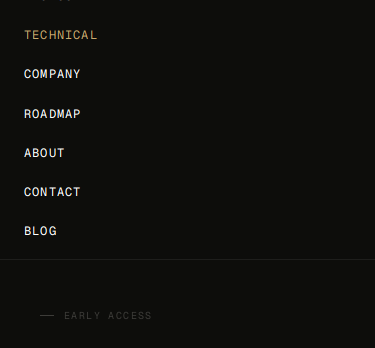 TECHNICAL
COMPANY
ROADMAP
ABOUT
CONTACT
BLOG
EARLY ACCESS